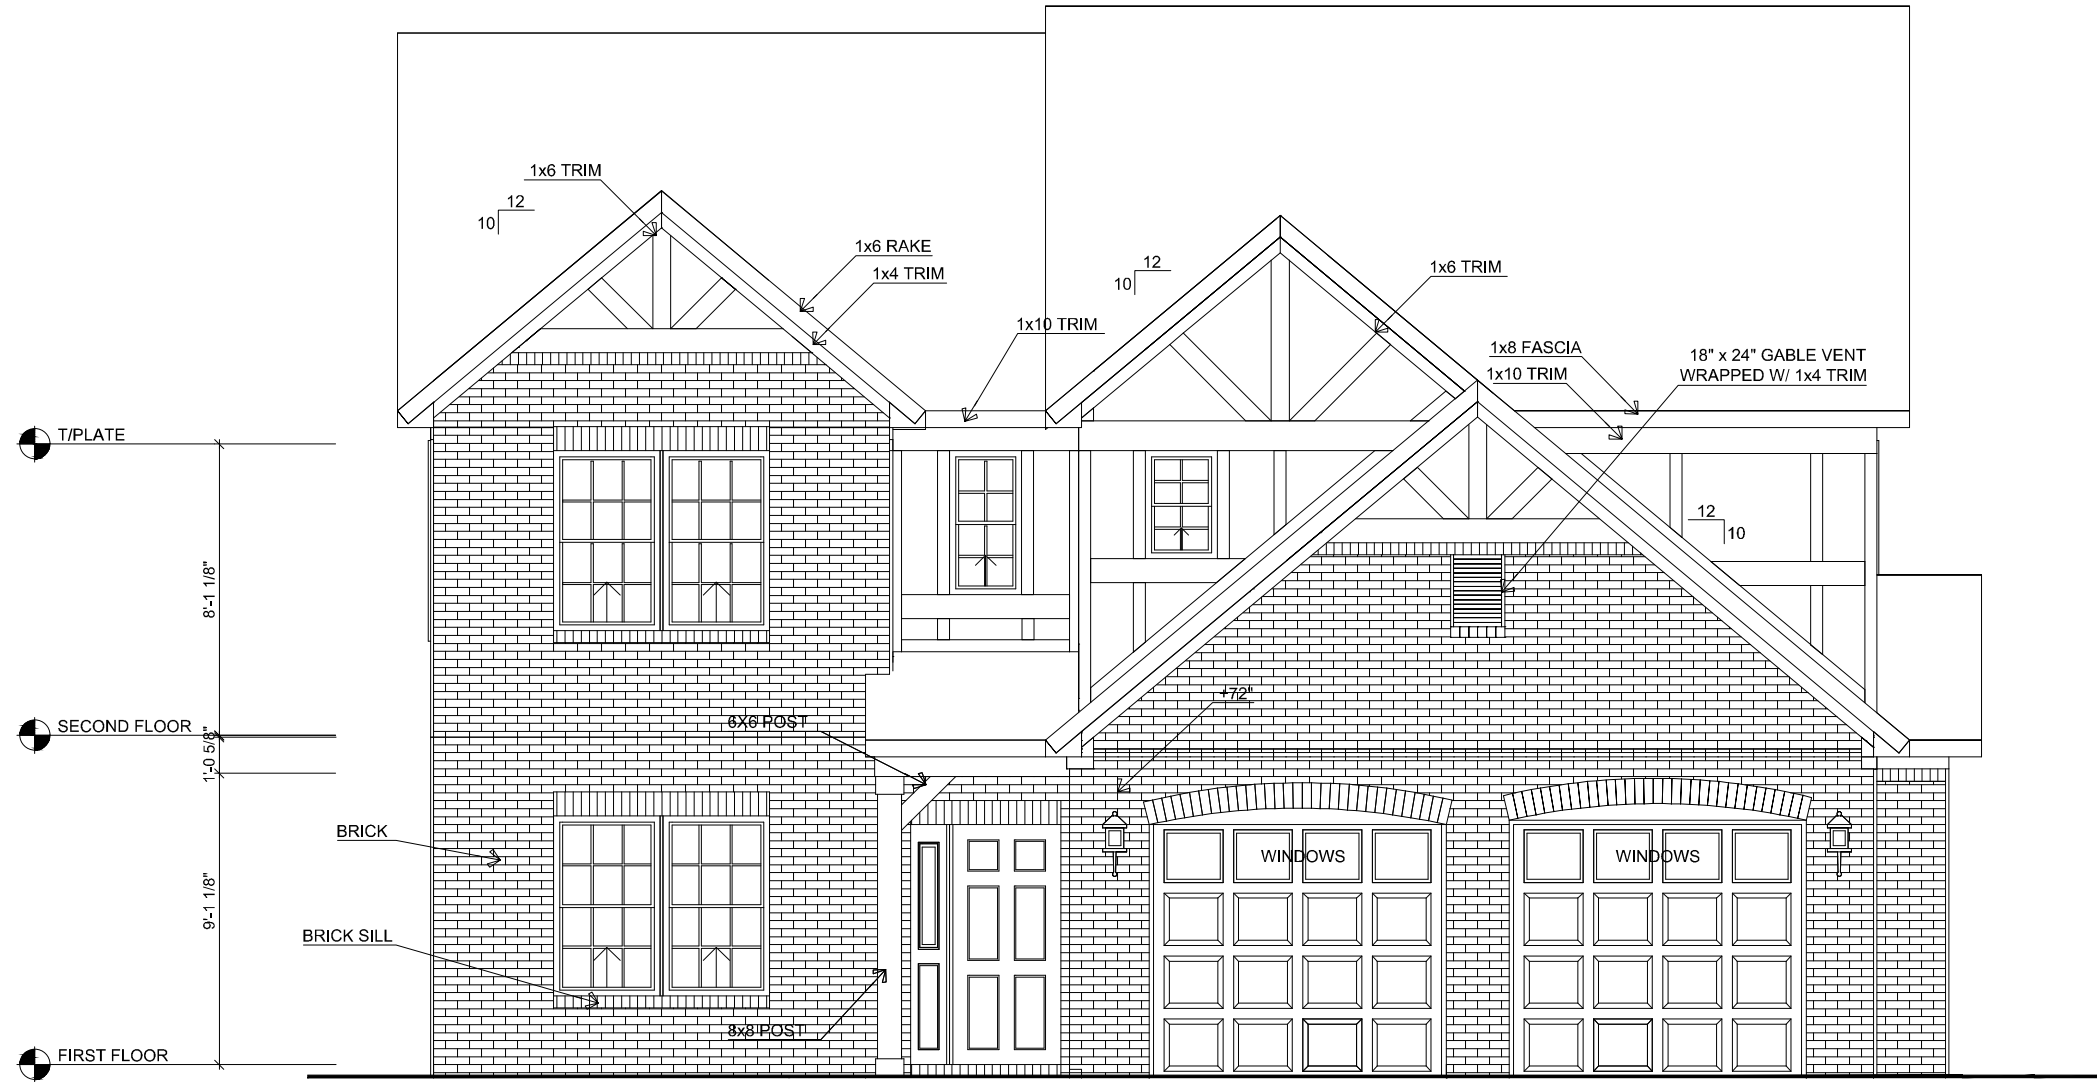 1x6 TRIM
12
10
1x6 RAKE
1x4 TRIM
12
10
1x6 TRIM
1x10 TRIM
1x8 FASCIA
1x10 TRIM
18" x 24" GABLE VENT
WRAPPED W/ 1x4 TRIM
T/PLATE
12
10
8'-1 1/8"
+72"
6X6 POST
SECOND FLOOR
1'-0 5/8"
BRICK
WINDOWS
WINDOWS
9'-1 1/8"
BRICK SILL
8x8 POST
FIRST FLOOR